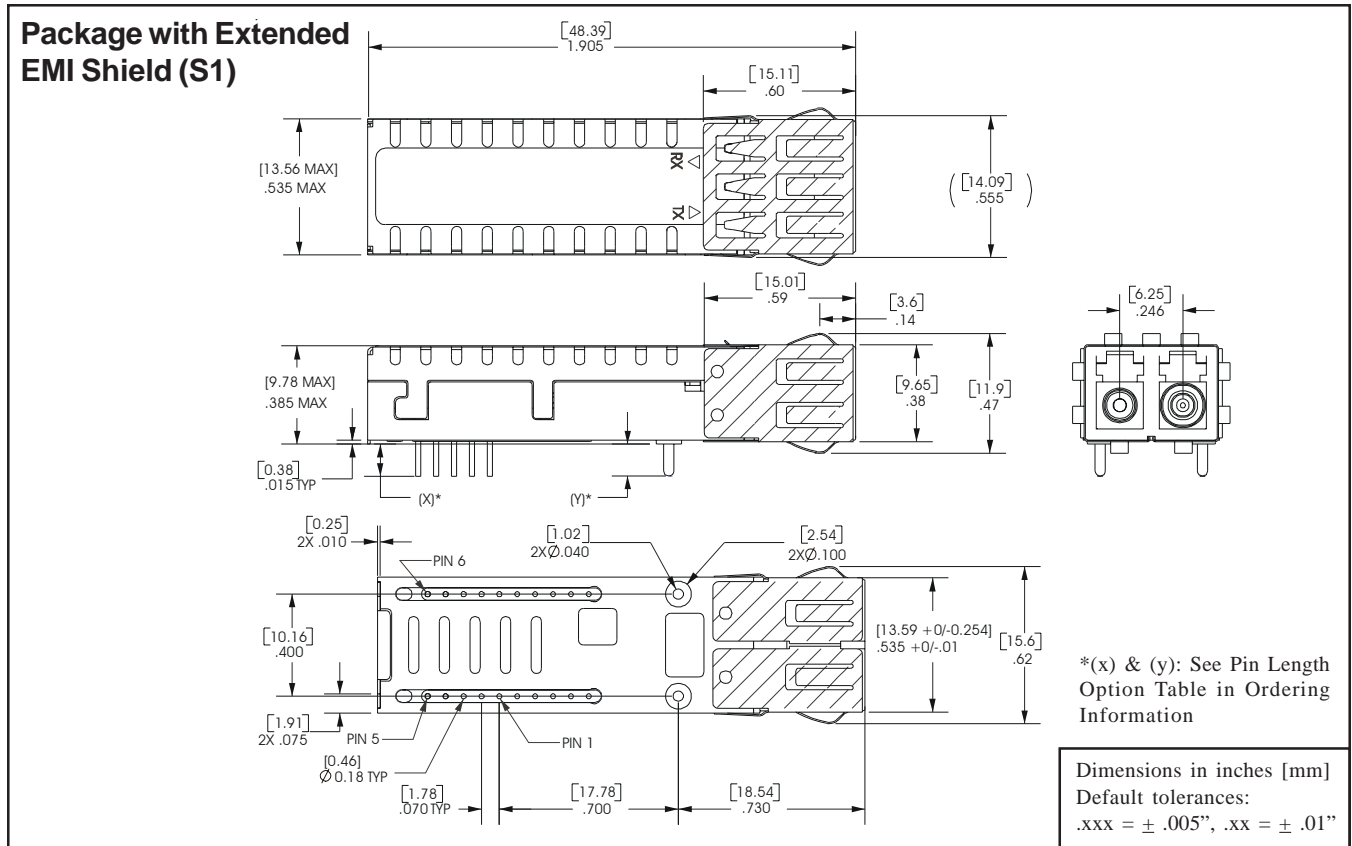 Package with Extended
EMI Shield (S1)
[48.39]
1.905
[15.11]
.60
[13.56 MAX]
.535 MAX
RX
TX
([14.09]
.555)
[15.01]
.59
[3.6]
.14
[6.25]
.246
[9.78 MAX]
.385 MAX
[9.65]
.38
[11.9]
.47
[0.38]
.015 TYP
(X)*
(Y)*
[0.25]
2X .010
PIN 6
[1.02]
2XØ.040
[2.54]
2XØ.100
[10.16]
.400
[13.59 +0/-0.254]
.535 +0/-.01
[15.6]
.62
[1.91]
2X .075
PIN 5
PIN 1
[0.46]
Ø 0.18 TYP
[1.78]
.070 TYP
[17.78]
.700
[18.54]
.730
*(x) & (y): See Pin Length
Option Table in Ordering
Information
Dimensions in inches [mm]
Default tolerances:
.xxx = ± .005”, .xx = ± .01”